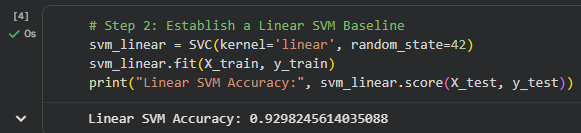 [4]
0s
# Step 2: Establish a Linear SVM Baseline
svm_linear = SVC(kernel='linear', random_state=42)
svm_linear.fit(X_train, y_train)
print("Linear SVM Accuracy:", svm_linear.score(X_test, y_test))
Linear SVM Accuracy: 0.9298245614035088